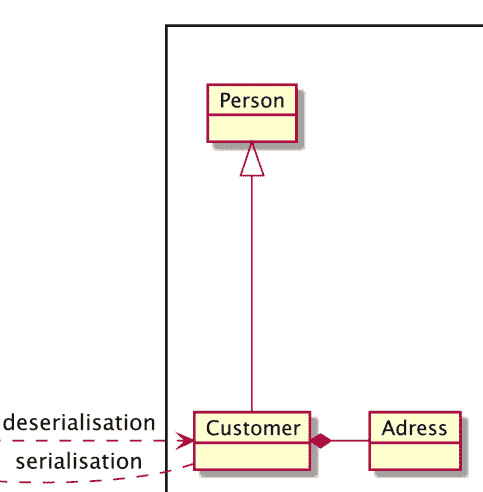 Person
deserialisation
Customer
Adress
serialisation